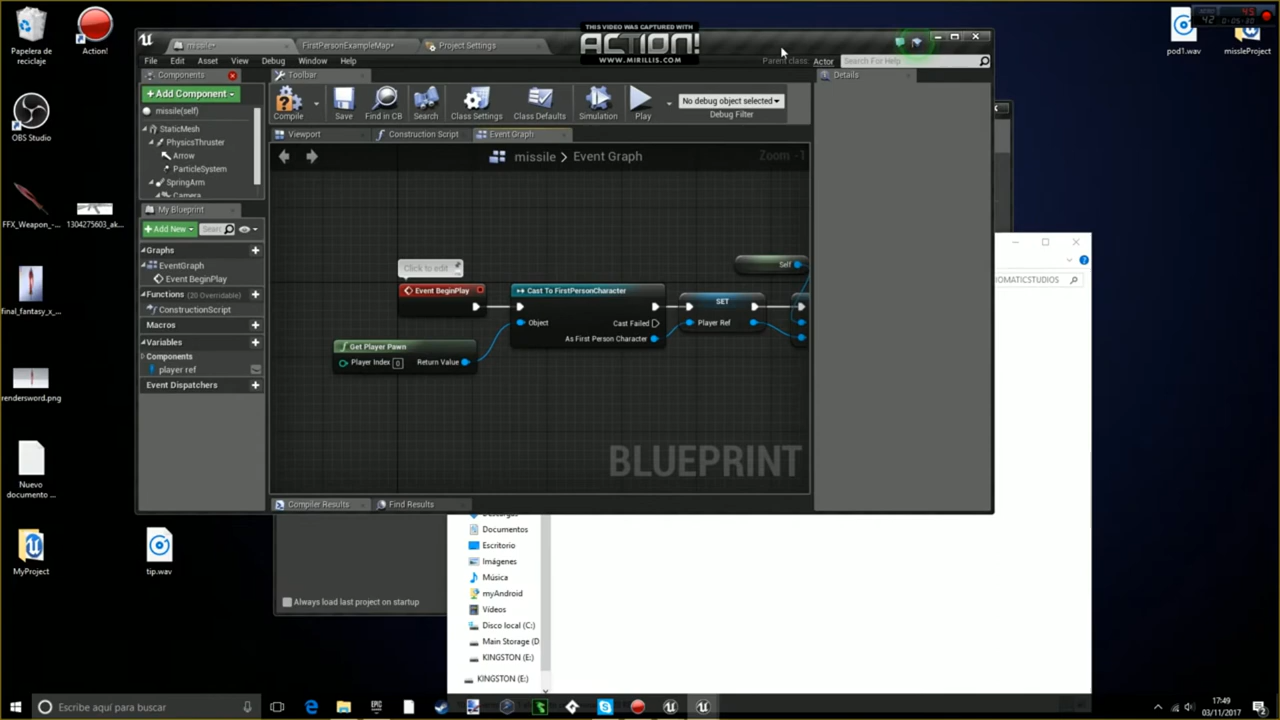 Papelera de
reciclaje
Action!
OBS Studio
FFX_Weapon_-...
1304275603_ak...
final_fantasy_x_...
rendersword.png
Nuevo
documento ...
MyProject
tip.wav
pod1.wav
missleProject
THIS VIDEO WAS CAPTURED WITH
ACTION!
WWW.MIRILLIS.COM
missile*
FirstPersonExampleMap*
Project Settings
File
Edit
Asset
View
Debug
Window
Help
Parent class:
Actor
Search For Help
Components
Toolbar
Details
+ Add Component
missile(self)
StaticMesh
PhysicsThruster
Arrow
ParticleSystem
SpringArm
Camera
Compile
Save
Find in CB
Search
Class Settings
Class Defaults
Simulation
Play
No debug object selected
Debug Filter
Viewport
Construction Script
Event Graph
missile > Event Graph
Zoom -1
My Blueprint
+ Add New
Sear
Graphs
EventGraph
Event BeginPlay
Functions (20 Overridable)
ConstructionScript
Macros
Variables
Components
player ref
Event Dispatchers
Click to edit
Event BeginPlay
Cast To FirstPersonCharacter
Object
Cast Failed
As First Person Character
SET
Player Ref
Self
Get Player Pawn
Player Index 0
Return Value
BLUEPRINT
Compiler Results
Find Results
IOMATICSTUDIOS
Documentos
Escritorio
Imágenes
Música
myAndroid
Vídeos
Disco local (C:)
Main Storage (D
KINGSTON (E:)
KINGSTON (E:)
Always load last project on startup
Escribe aquí para buscar
17:49
03/11/2017